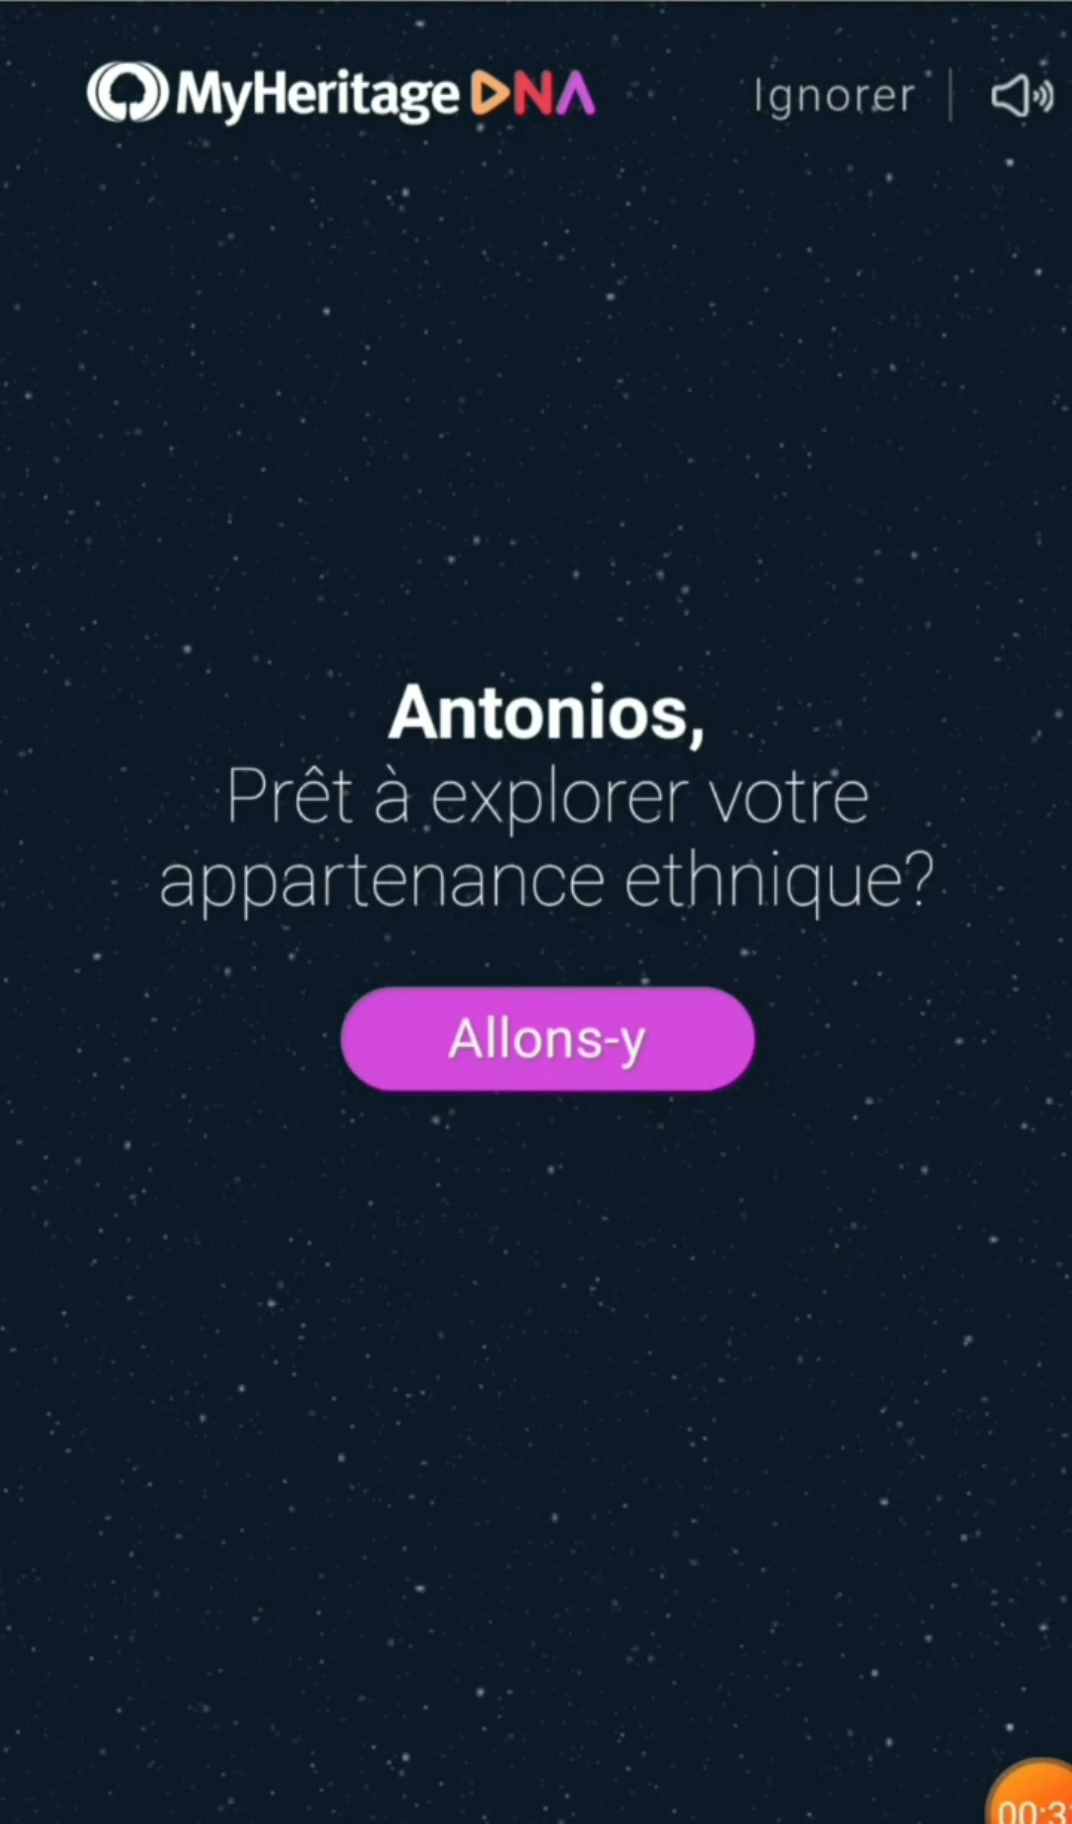 MyHeritage DNA
Ignorer
Antonios,
Prêt à explorer votre
appartenance ethnique?
Allons-y